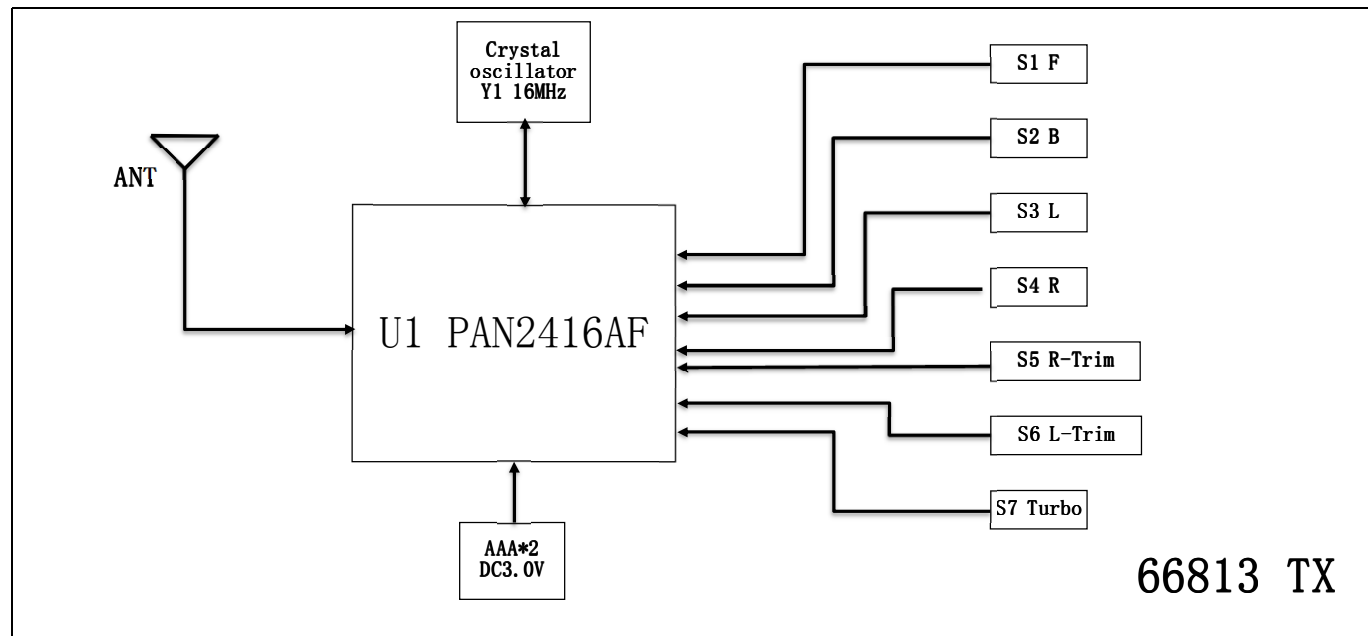 Crystal
oscillator
Y1 16MHz
S1 F
S2 B
ANT
S3 L
S4 R
U1 PAN2416AF
S5 R-Trim
S6 L-Trim
S7 Turbo
AAA*2
DC3.0V
66813 TX